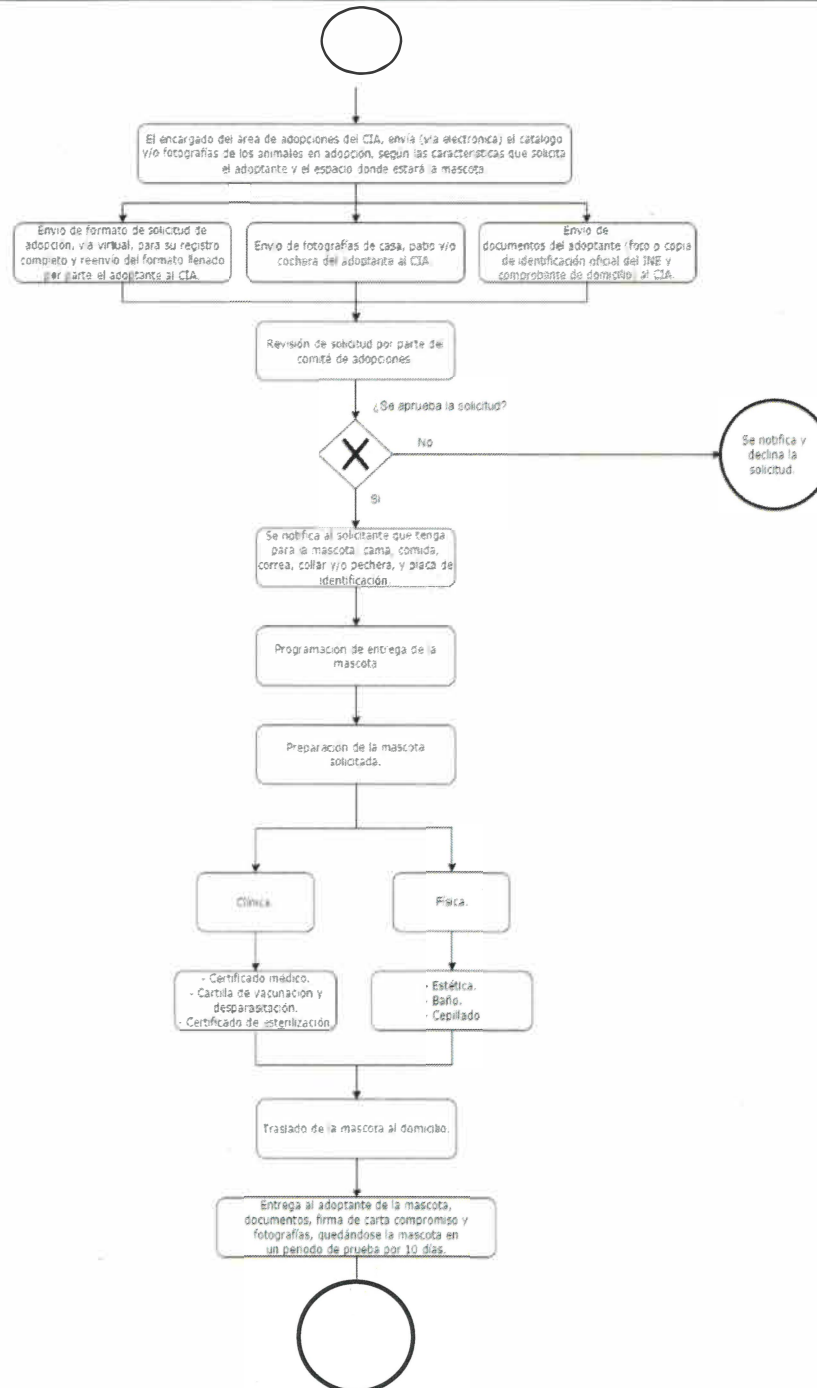 El encargado del área de adopciones del CIA, envía (vía electrónica) el catálogo
y/o fotografías de los animales en adopción, según las características que solicita
el adoptante y el espacio donde estará la mascota.
Envío de formato de solicitud de
adopción, vía virtual, para su registro
completo y reenvío del formato llenado
por parte el adoptante al CIA.
Envío de fotografías de casa, patio y/o
cochera del adoptante al CIA.
Envío de
documentos del adoptante (foto o copia
de identificación oficial del INE y
comprobante de domicilio) al CIA.
Revisión de solicitud por parte del
comité de adopciones
¿Se aprueba la solicitud?
No
Se notifica y
declina la
solicitud.
Si
Se notifica al solicitante que tenga
para la mascota, cama, comida,
correa, collar y/o pechera, y placa de
identificación.
Programación de entrega de la
mascota
Preparación de la mascota
solicitada.
Clínica.
Física.
- Certificado médico.
- Cartilla de vacunación y
desparasitación.
- Certificado de esterilización
- Estética.
- Baño.
- Cepillado
Traslado de la mascota al domicilio.
Entrega al adoptante de la mascota,
documentos, firma de carta compromiso y
fotografías, quedándose la mascota en
un periodo de prueba por 10 días.